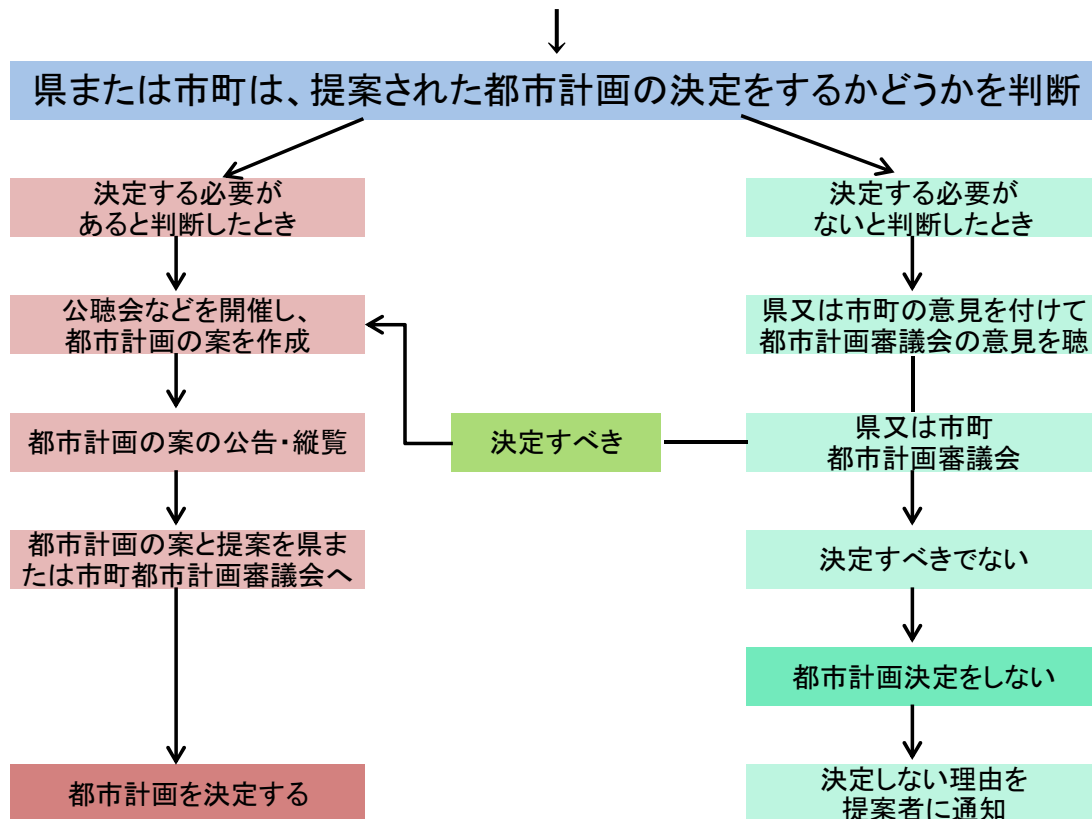 県または市町は、提案された都市計画の決定をするかどうかを判断
決定する必要が
あると判断したとき
公聴会などを開催し、
都市計画の案を作成
都市計画の案の公告・縦覧
都市計画の案と提案を県ま
たは市町都市計画審議会へ
都市計画を決定する
決定すべき
決定する必要が
ないと判断したとき
県又は市町の意見を付けて
都市計画審議会の意見を聴
県又は市町
都市計画審議会
決定すべきでない
都市計画決定をしない
決定しない理由を
提案者に通知